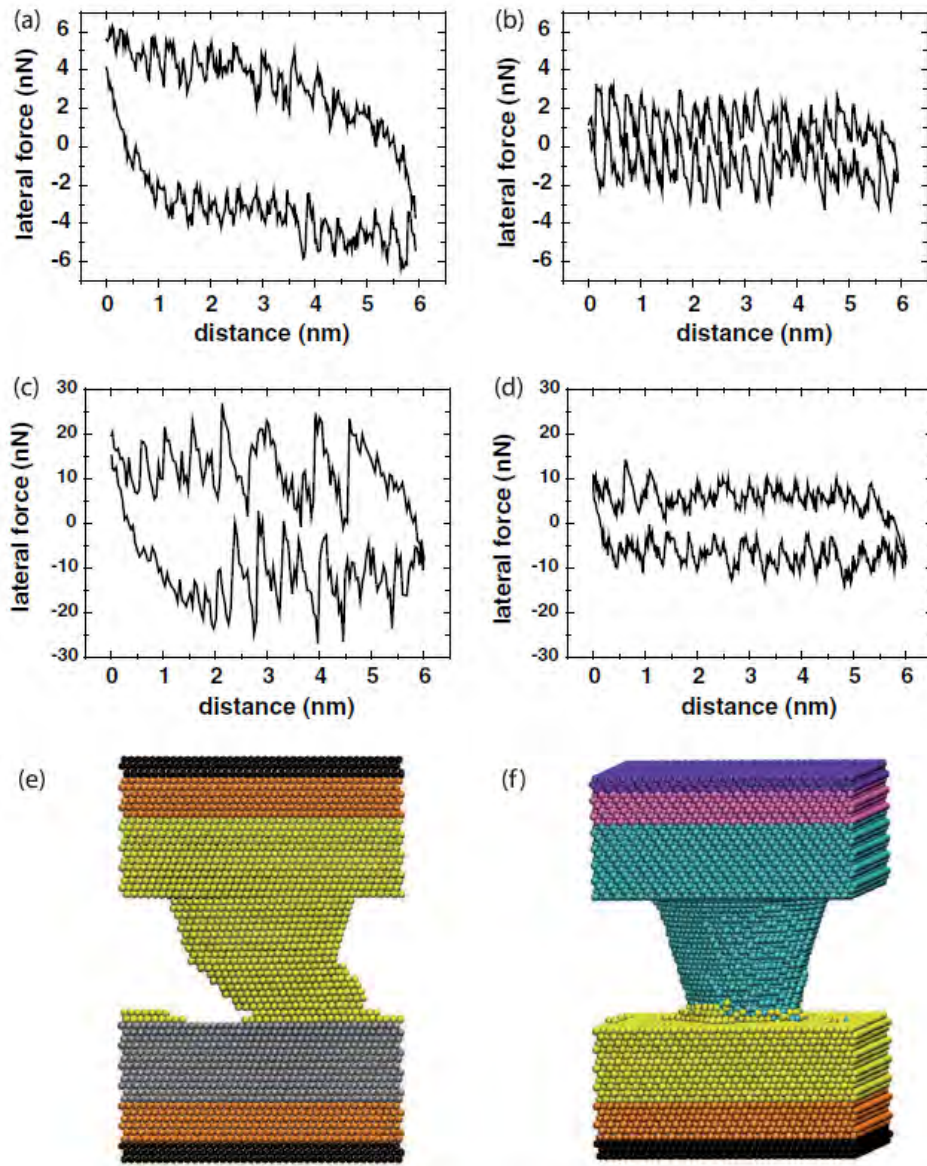 (a)
6
4
2
0
-2
-4
-6
lateral force (nN)
0 1 2 3 4 5 6
distance (nm)
(b)
6
4
2
0
-2
-4
-6
lateral force (nN)
0 1 2 3 4 5 6
distance (nm)
(c)
30
20
10
0
-10
-20
-30
lateral force (nN)
0 1 2 3 4 5 6
distance (nm)
(d)
30
20
10
0
-10
-20
-30
lateral force (nN)
0 1 2 3 4 5 6
distance (nm)
(e)
(f)